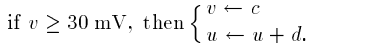 if v ≥ 30 mV, then { v ← c
u ← u + d.